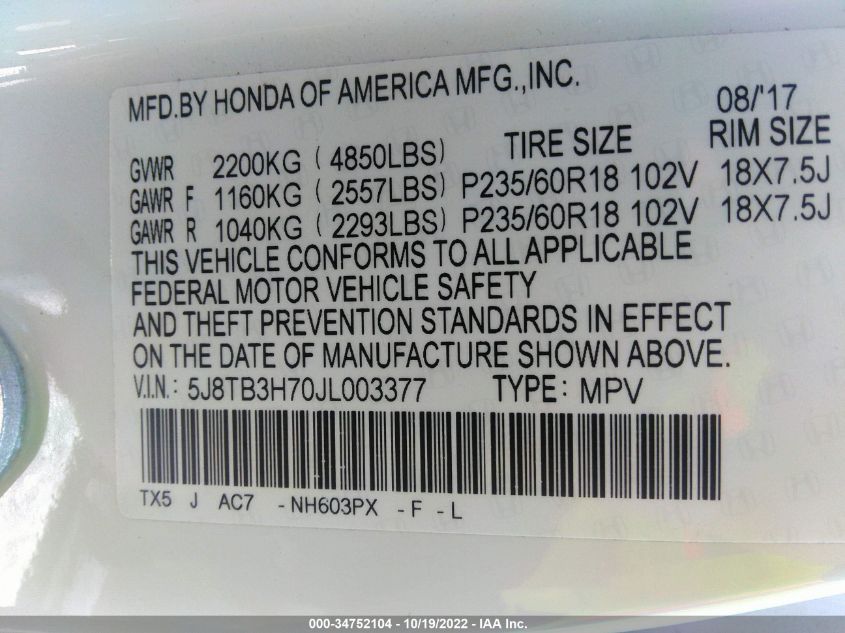 MFD.BY HONDA OF AMERICA MFG.,INC. 08/'17
TIRE SIZE RIM SIZE
GVWR 2200KG ( 4850LBS)
GAWR F 1160KG ( 2557LBS) P235/60R18 102V 18X7.5J
GAWR R 1040KG ( 2293LBS) P235/60R18 102V 18X7.5J
THIS VEHICLE CONFORMS TO ALL APPLICABLE
FEDERAL MOTOR VEHICLE SAFETY
AND THEFT PREVENTION STANDARDS IN EFFECT
ON THE DATE OF MANUFACTURE SHOWN ABOVE.
V.I.N.: 5J8TB3H70JL003377 TYPE: MPV
TX5 J AC7 -NH603PX -F -L
000-34752104 - 10/19/2022 - IAA Inc.